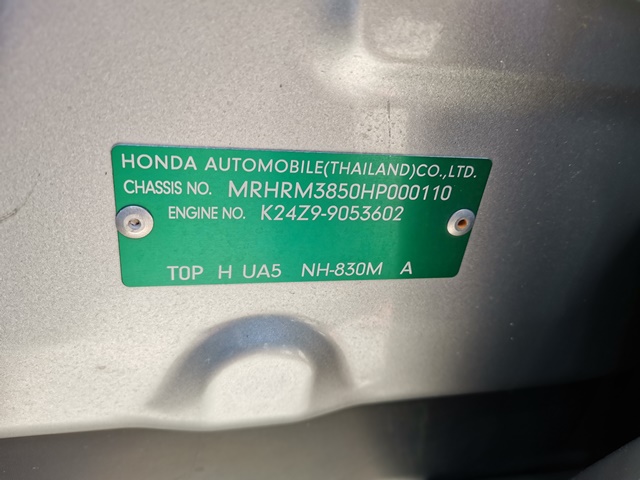 HONDA AUTOMOBILE(THAILAND)CO.,LTD.
CHASSIS NO. MRHRM3850HP000110
ENGINE NO. K24Z9-9053602
TOP H UA5 NH-830M A